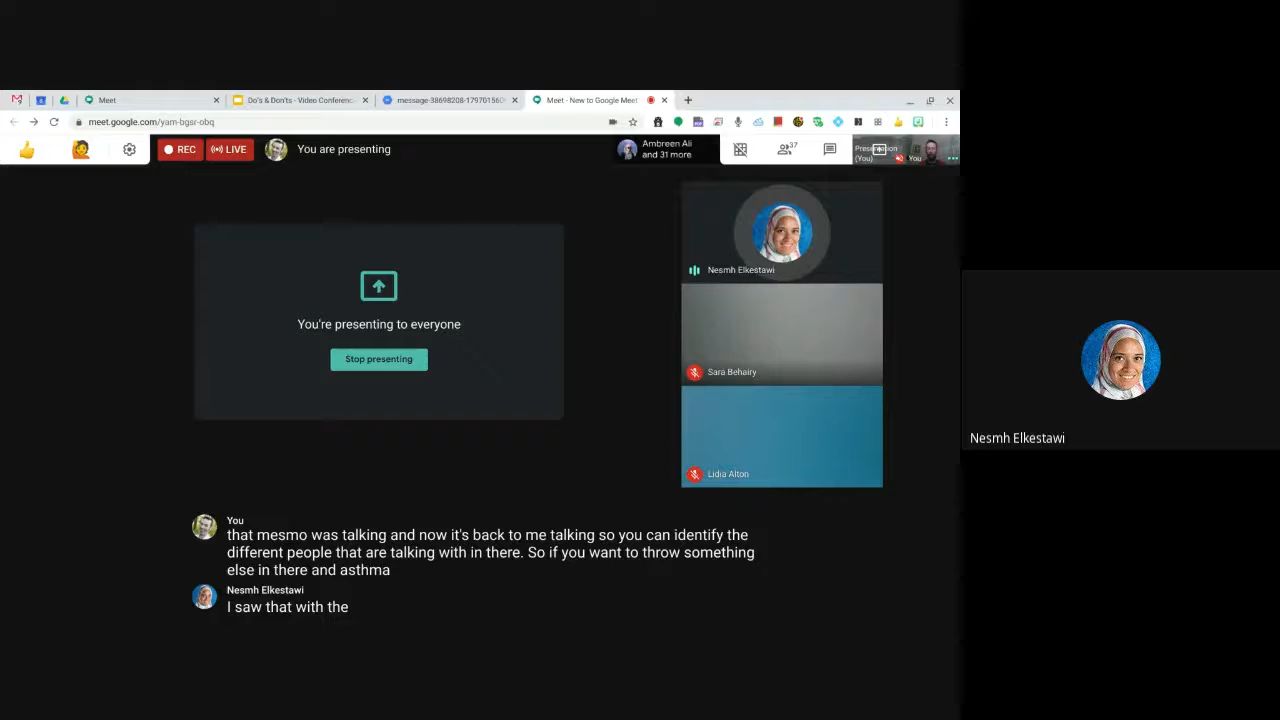 Meet
Do's & Don'ts - Video Conferenc
Meet - New to Google Meet
meet.google.com/yam-bgsr-obq
REC
LIVE
You are presenting
Ambreen Ali
and 31 more
37
(You)
You
Nesmh Elkestawi
You're presenting to everyone
Stop presenting
Sara Behairy
Lidia Alton
Nesmh Elkestawi
You
that mesmo was talking and now it's back to me talking so you can identify the
different people that are talking with in there. So if you want to throw something
else in there and asthma
Nesmh Elkestawi
I saw that with the